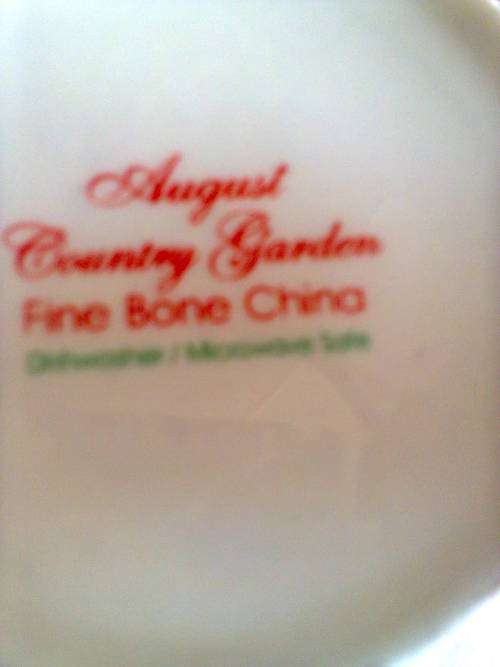 August
Country Garden
Fine Bone China
Dishwasher / Microwave Safe